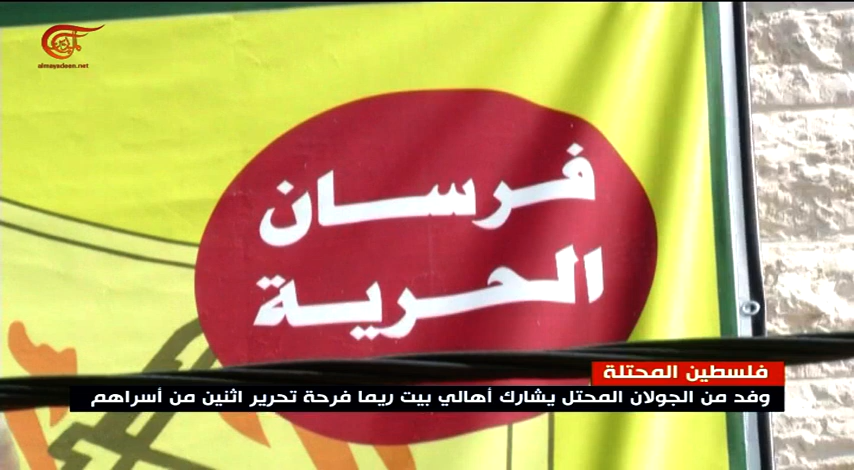 الميادين
almayadeen.net
فرسان
الحرية
فلسطين المحتلة
وفد من الجولان المحتل يشارك أهالي بيت ريما فرحة تحرير اثنين من أسراهم